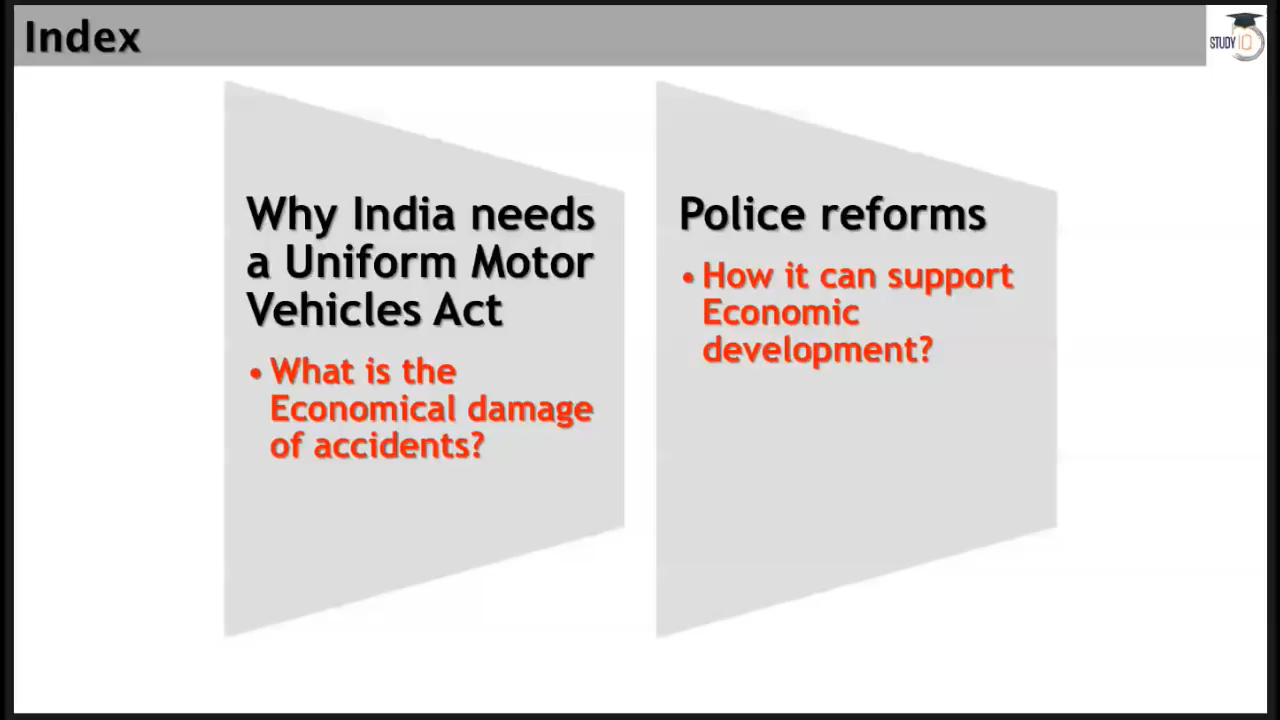 Index
STUDY IQ
Why India needs
a Uniform Motor
Vehicles Act
• What is the
Economical damage
of accidents?
Police reforms
• How it can support
Economic
development?